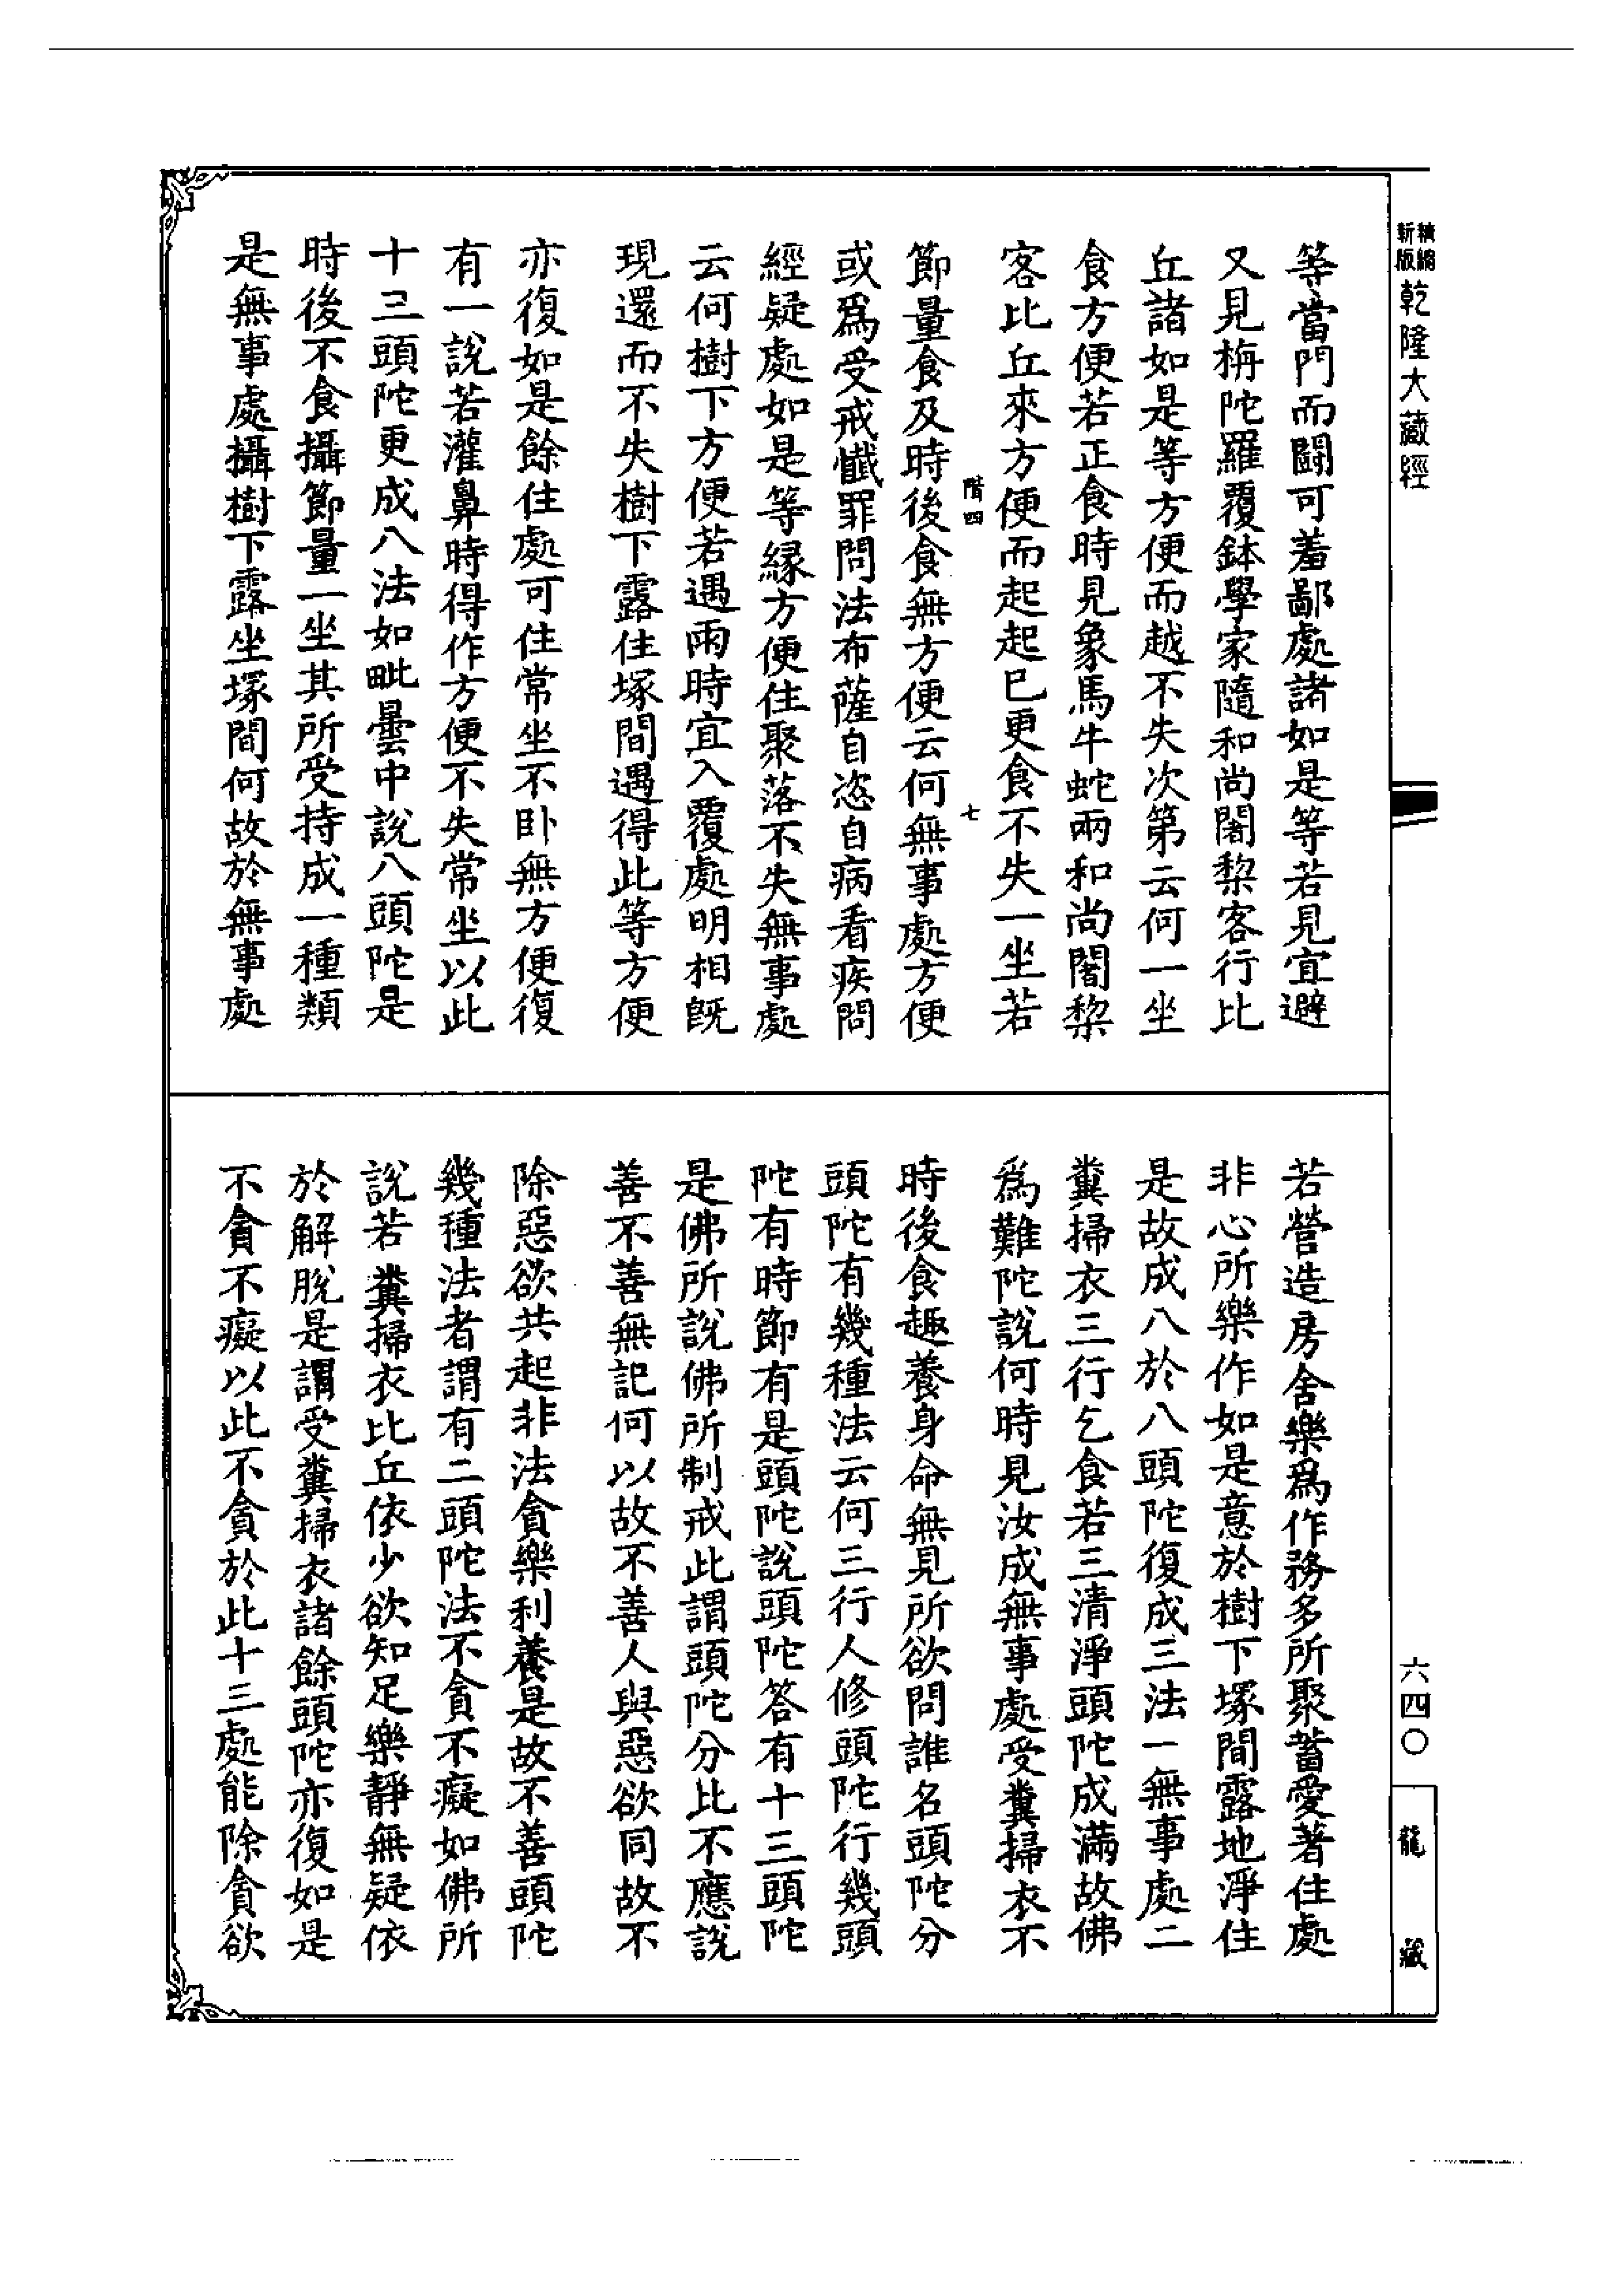 精縮新版乾隆大藏經
等當門而鬪可羞鄙處諸如是等若見宜避
又見栴陀羅覆鉢學家隨和尚闍黎客行比
丘諸如是等方便而越不失次第云何一坐
食方便若正食時見象馬牛蛇兩和尚闍黎
客比丘來方便而起起已更食不失一坐若
階四 七
節量食及時後食無方便云何無事處方便
或為受戒懺罪問法布薩自恣自病看疾問
經疑處如是等緣方便住聚落不失無事處
云何樹下方便若遇雨時宜入覆處明相既
現還而不失樹下露住塚間遇得此等方便
亦復如是餘住處可住常坐不卧無方便復
有一說若灌鼻時得作方便不失常坐以此
十三頭陀更成八法如毗曇中說八頭陀是
時後不食攝節量一坐其所受持成一種類
是無事處攝樹下露坐塚間何故於無事處
若營造房舍樂為作務多所聚蓄愛著住處
非心所樂作如是意於樹下塚間露地淨住
是故成八於八頭陀復成三法一無事處二
糞掃衣三行乞食若三清淨頭陀成滿故佛
為難陀說何時見汝成無事處受糞掃衣不
時後食趣養身命無見所欲問誰名頭陀分
頭陀有幾種法云何三行人修頭陀行幾頭
陀有時節有是頭陀說頭陀答有十三頭陀
是佛所說佛所制戒此謂頭陀分比不應說
善不善無記何以故不善人與惡欲同故不
除惡欲共起非法貪樂利養是故不善頭陀
幾種法者謂有二頭陀法不貪不癡如佛所
說若糞掃衣比丘依少欲知足樂靜無疑依
於解脫是謂受糞掃衣諸餘頭陀亦復如是
不貪不癡以此不貪於此十三處能除貪欲
六四〇
龍藏